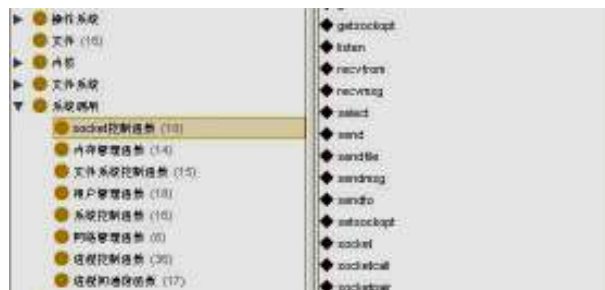 操作系统
文件 (16)
内核
文件系统
系统调用
socket控制函数 (18)
内存管理函数 (14)
文件系统控制函数 (15)
用户管理函数 (18)
系统控制函数 (16)
网络管理函数 (6)
进程控制函数 (36)
进程间通信函数 (17)
getsockopt
listen
recvfrom
recvmsg
select
send
sendfile
sendmsg
sendto
setsockopt
socket
socketcall
socketpair